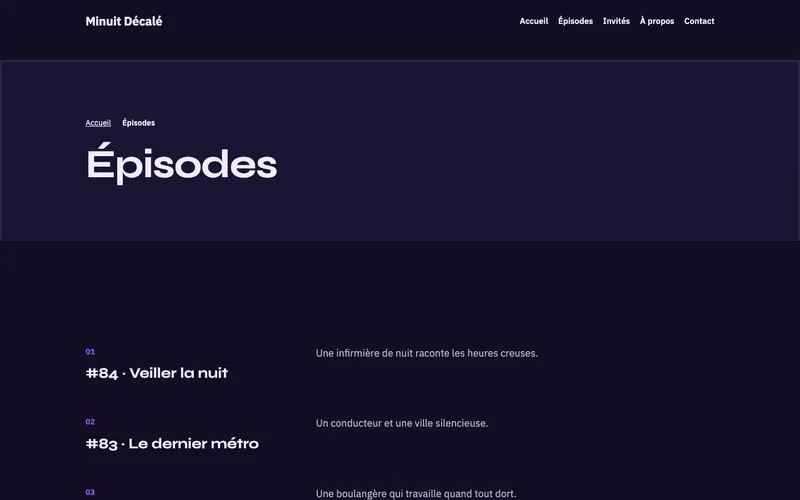 Minuit Décalé
Accueil Épisodes Invités À propos Contact
Accueil Épisodes
Épisodes
01
#84 · Veiller la nuit
Une infirmière de nuit raconte les heures creuses.
02
#83 · Le dernier métro
Un conducteur et une ville silencieuse.
03
Une boulangère qui travaille quand tout dort.